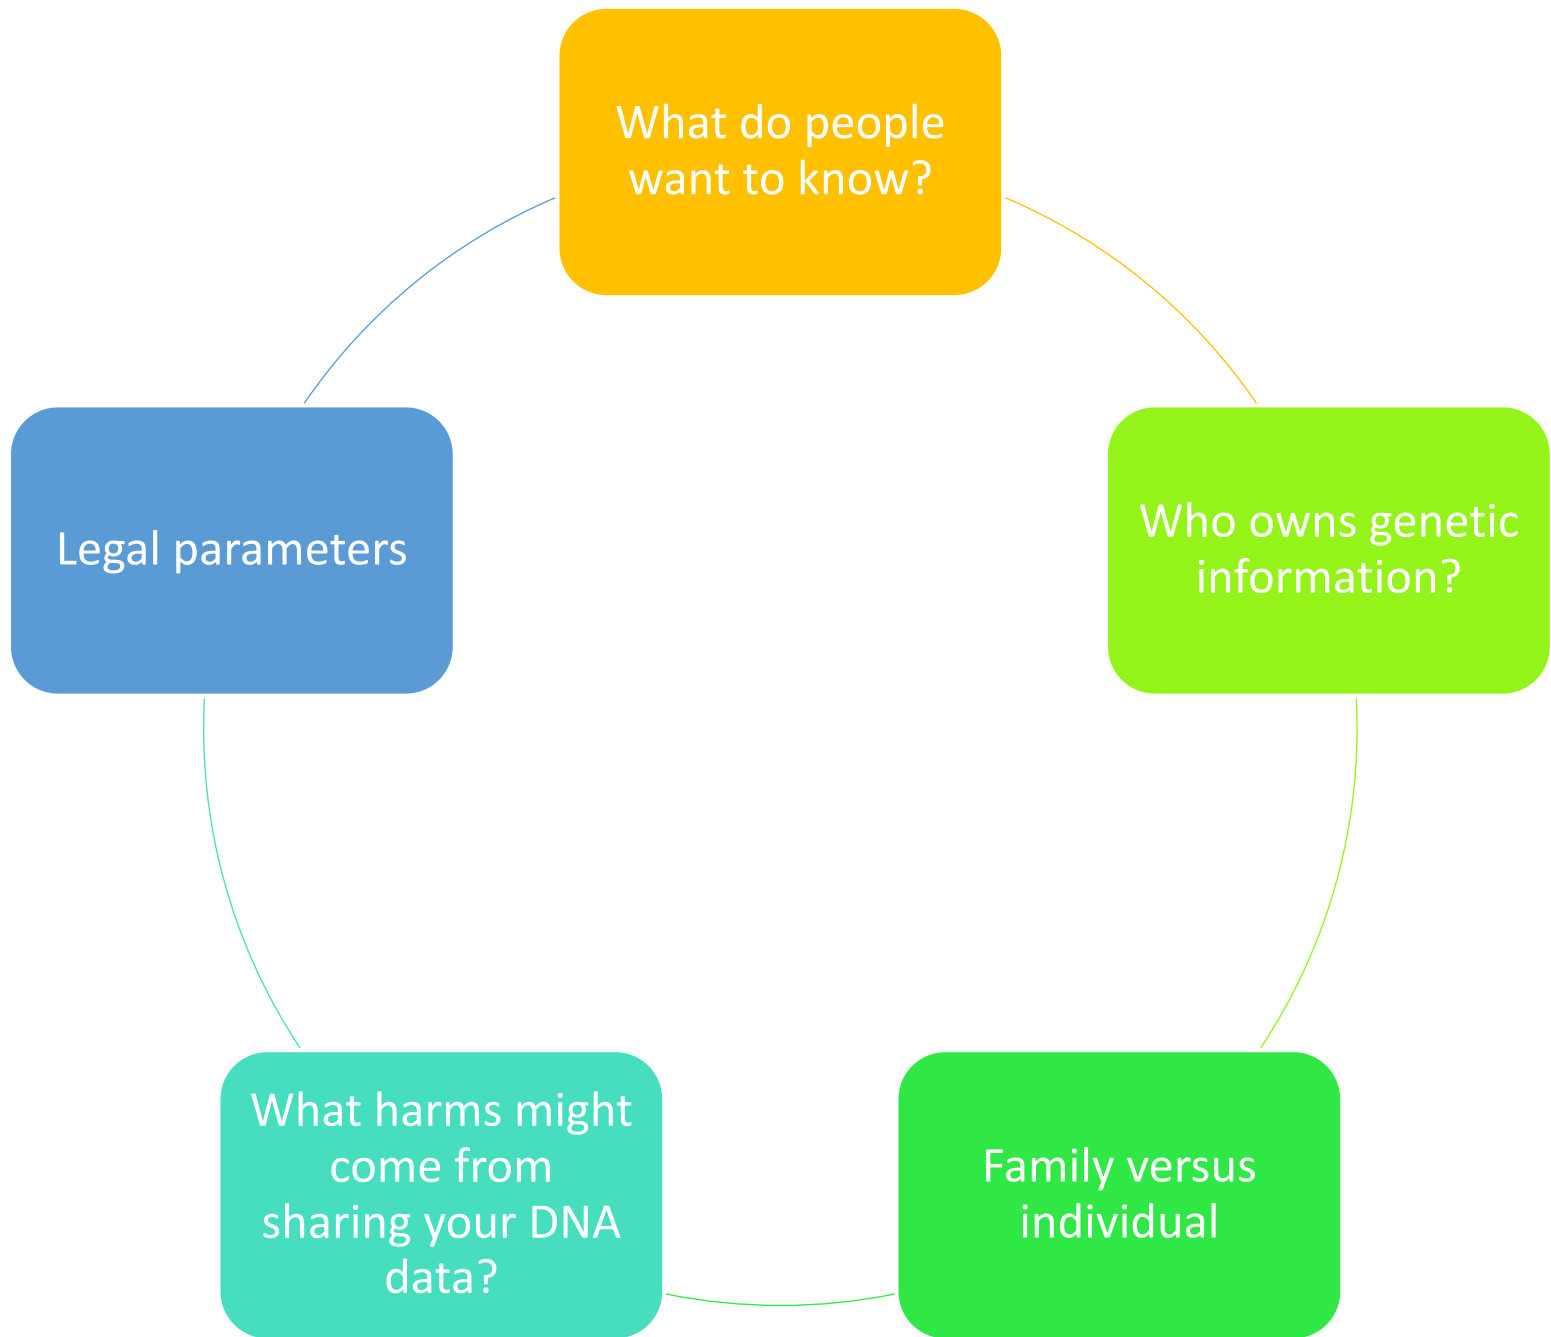 What do people
want to know?
Who owns genetic
information?
Family versus
individual
What harms might
come from
sharing your DNA
data?
Legal parameters